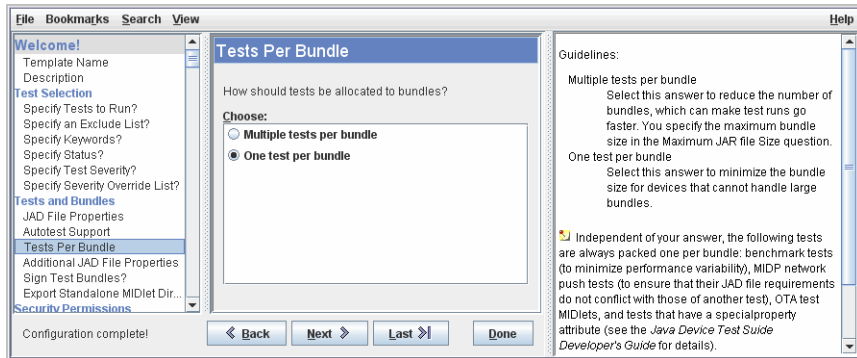 File Bookmarks Search View Help
Welcome!
Template Name
Description
Test Selection
Specify Tests to Run?
Specify an Exclude List?
Specify Keywords?
Specify Status?
Specify Test Severity?
Specify Severity Override List?
Tests and Bundles
JAD File Properties
Autotest Support
Tests Per Bundle
Additional JAD File Properties
Sign Test Bundles?
Export Standalone MIDlet Dir...
Security Permissions
Configuration complete!
Tests Per Bundle
How should tests be allocated to bundles?
Choose:
Multiple tests per bundle
One test per bundle
Back Next Last Done
Guidelines:
Multiple tests per bundle
Select this answer to reduce the number of
bundles, which can make test runs go
faster. You specify the maximum bundle
size in the Maximum JAR file Size question.
One test per bundle
Select this answer to minimize the bundle
size for devices that cannot handle large
bundles.
Independent of your answer, the following tests
are always packed one per bundle: benchmark tests
(to minimize performance variability), MIDP network
push tests (to ensure that their JAD file requirements
do not conflict with those of another test), OTA test
MIDlets, and tests that have a specialproperty
attribute (see the Java Device Test Suide
Developer's Guide for details).